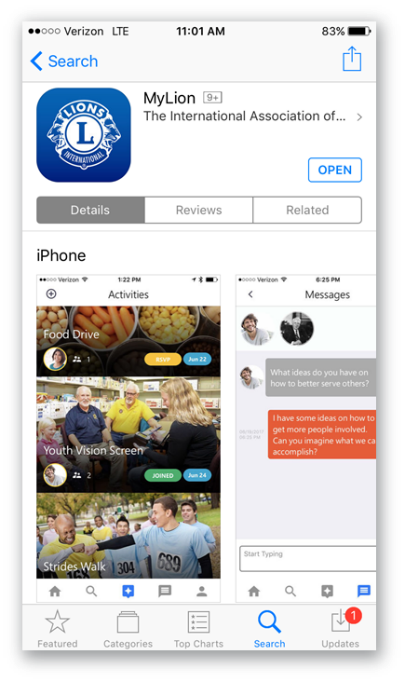 Verizon LTE 11:01 AM 83%
Search
LIONS
L
INTERNATIONAL
MyLion 9+
The International Association of...
OPEN
Details Reviews Related
iPhone
Verizon 1:22 PM
Activities
Food Drive
1 RSVP Jun 22
Youth Vision Screen
2 JOINED Jun 24
Strides Walk
322 304 689
Verizon 6:25 PM
Messages
What ideas do you have on
how to better serve others?
I have some ideas on how to
get more people involved.
Can you imagine what we ca
accomplish?
Start Typing
Featured Categories Top Charts Search Updates
1